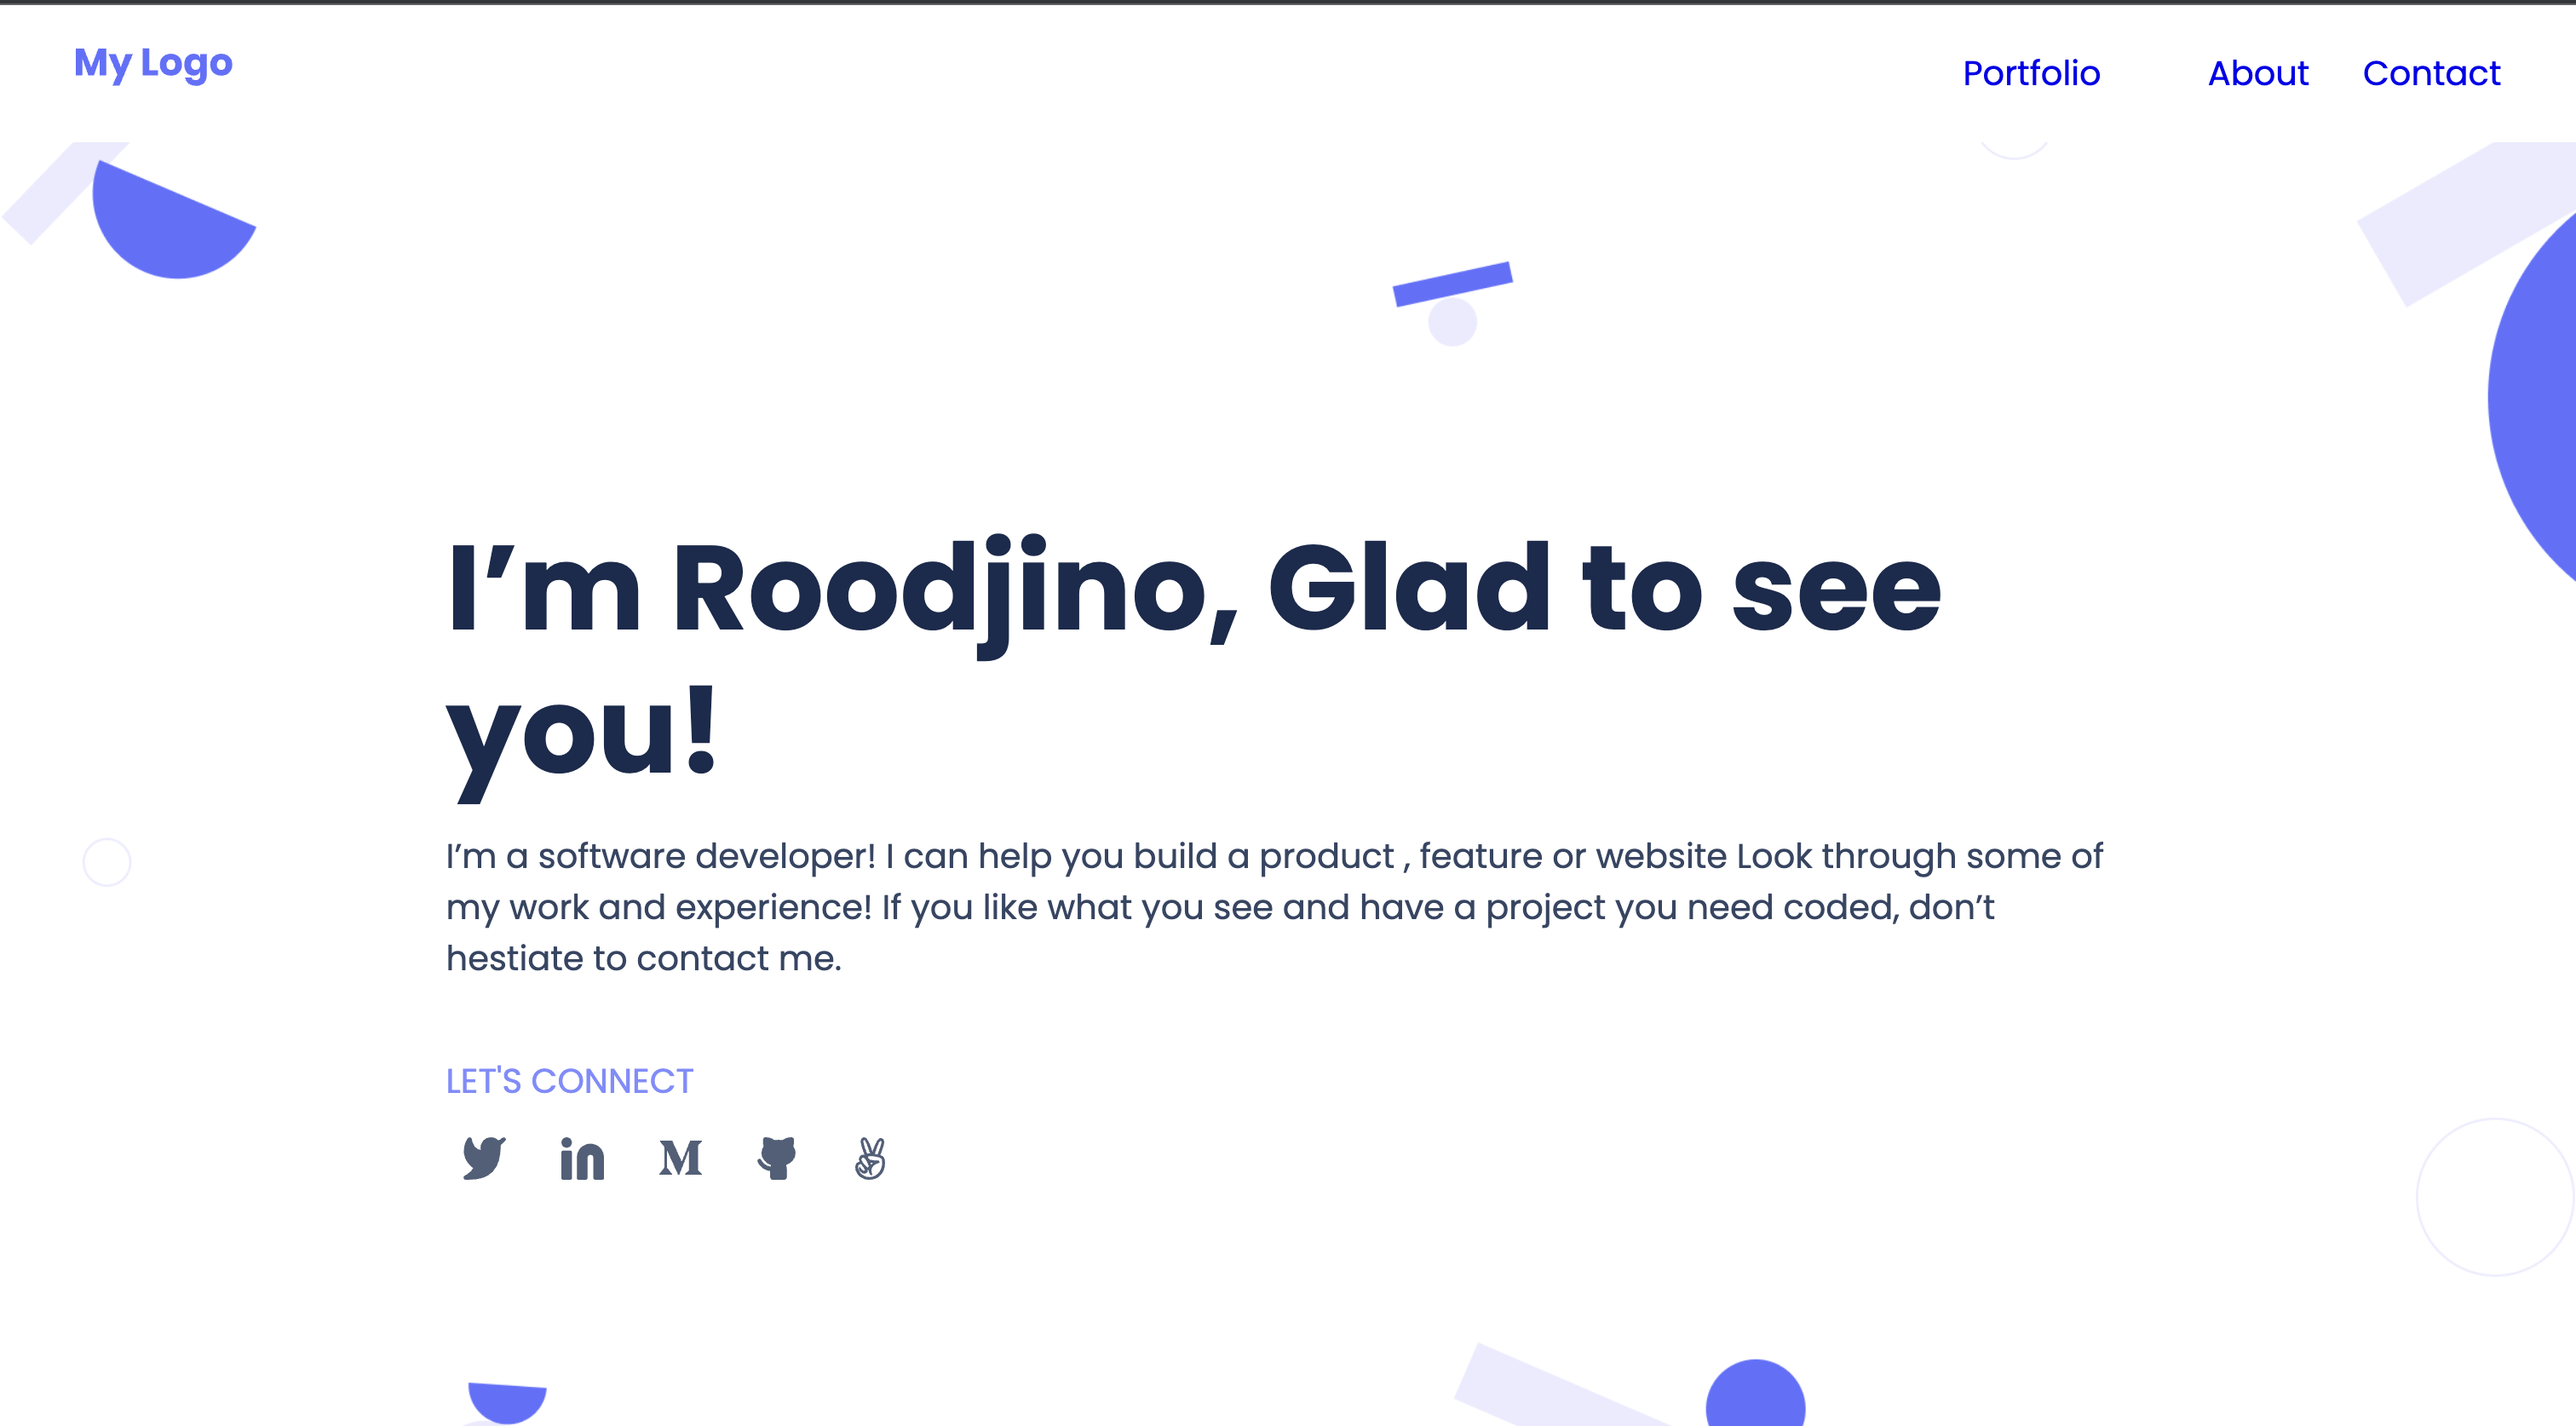 My Logo
Portfolio About Contact
I’m Roodjino, Glad to see
you!
I’m a software developer! I can help you build a product , feature or website Look through some of
my work and experience! If you like what you see and have a project you need coded, don’t
hestiate to contact me.
LET'S CONNECT